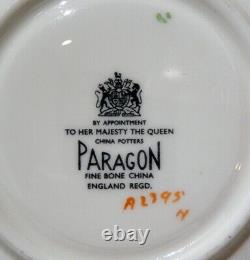 BY APPOINTMENT
TO HER MAJESTY THE QUEEN
CHINA POTTERS
PARAGON
FINE BONE CHINA
ENGLAND REGD.
A2395
N